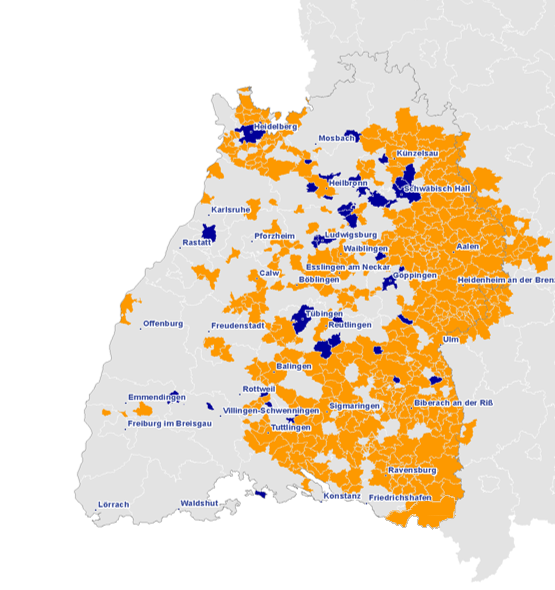 Heidelberg
Mosbach
Künzelsau
Heilbronn
Schwäbisch Hall
Karlsruhe
Rastatt
Pforzheim
Ludwigsburg
Waiblingen
Aalen
Esslingen am Neckar
Calw
Böblingen
Göppingen
Heidenheim an der Bren
Tübingen
Reutlingen
Offenburg
Freudenstadt
Ulm
Balingen
Rottweil
Emmendingen
Villingen-Schwenningen
Sigmaringen
Biberach an der Riß
Freiburg im Breisgau
Tuttlingen
Ravensburg
Konstanz
Friedrichshafen
Lörrach
Waldshut